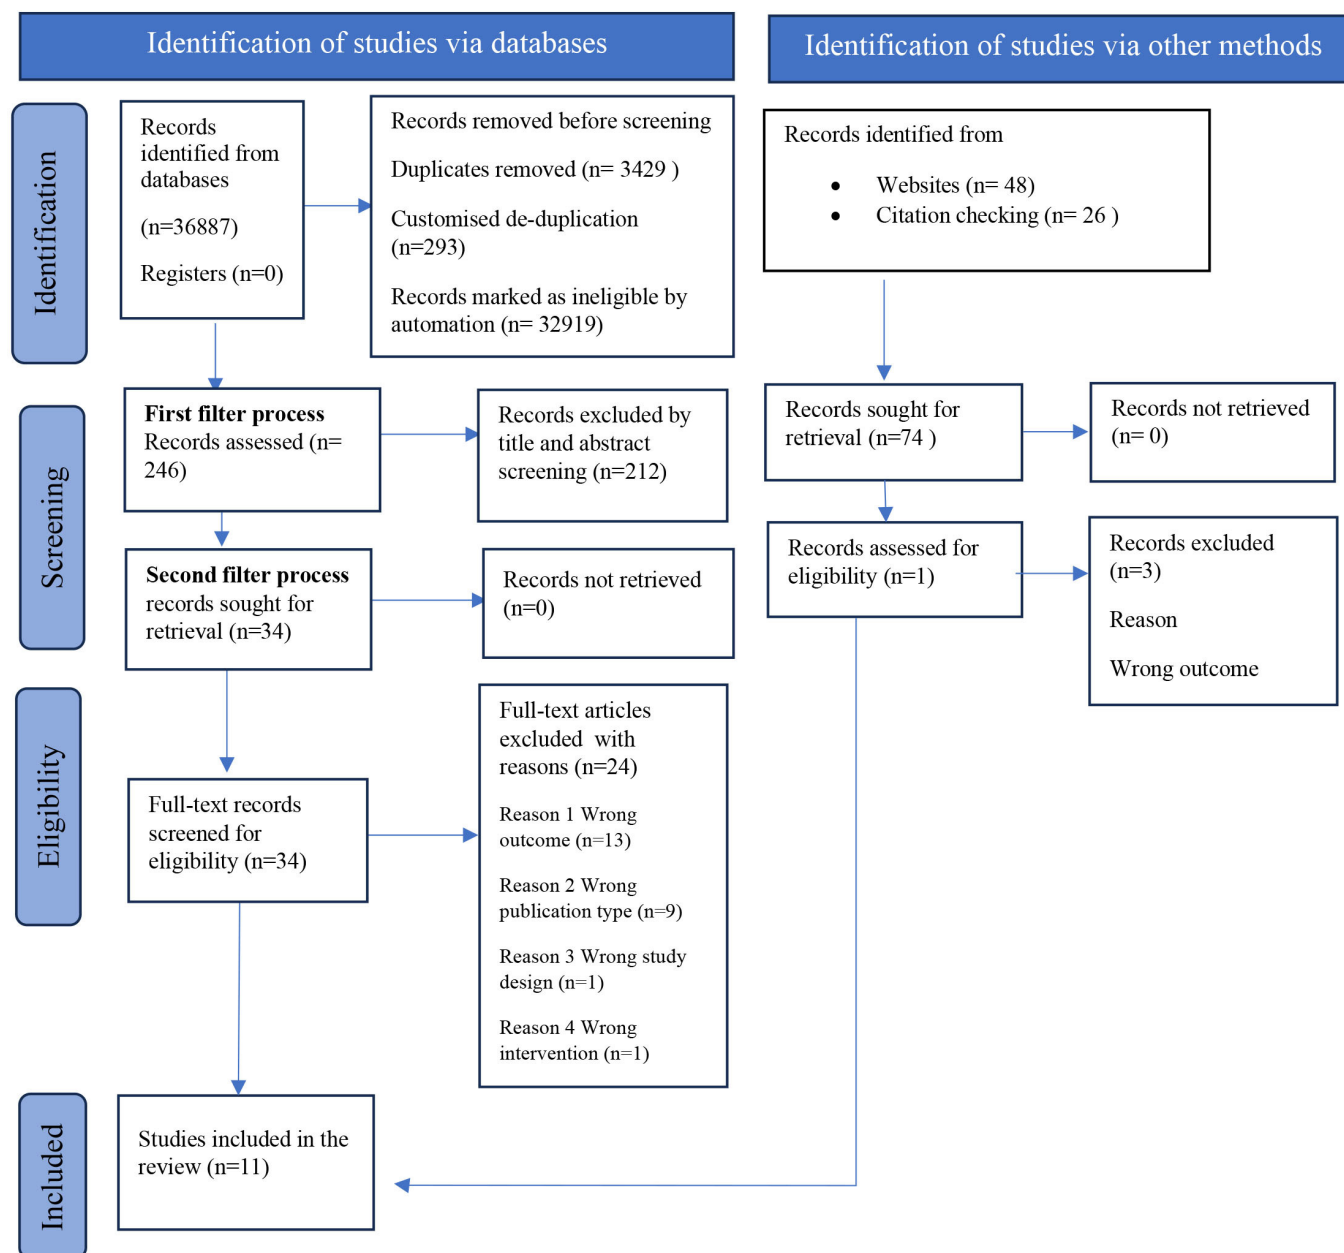 Identification of studies via databases
Identification of studies via other methods
Identification
Records
identified from
databases
(n=36887)
Registers (n=0)
Records removed before screening
Duplicates removed (n= 3429 )
Customised de-duplication
(n=293)
Records marked as ineligible by
automation (n= 32919)
Records identified from
• Websites (n= 48)
• Citation checking (n= 26 )
Screening
First filter process
Records assessed (n=
246)
Records excluded by
title and abstract
screening (n=212)
Records sought for
retrieval (n=74 )
Records not retrieved
(n= 0)
Second filter process
records sought for
retrieval (n=34)
Records not retrieved
(n=0)
Records assessed for
eligibility (n=1)
Records excluded
(n=3)
Reason
Wrong outcome
Eligibility
Full-text records
screened for
eligibility (n=34)
Full-text articles
excluded  with
reasons (n=24)
Reason 1 Wrong
outcome (n=13)
Reason 2 Wrong
publication type (n=9)
Reason 3 Wrong study
design (n=1)
Reason 4 Wrong
intervention (n=1)
Included
Studies included in the
review (n=11)